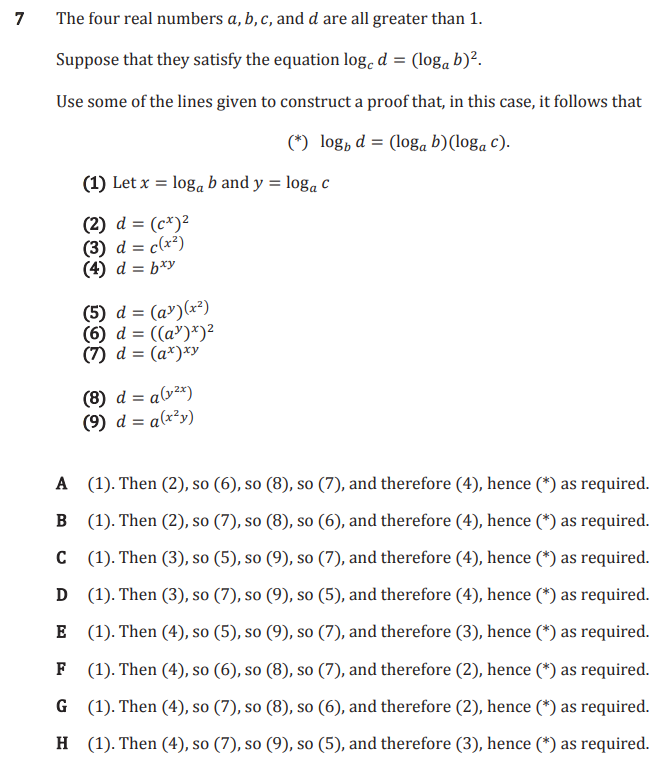 7 The four real numbers a, b, c, and d are all greater than 1.
Suppose that they satisfy the equation log_c d = (log_a b)².
Use some of the lines given to construct a proof that, in this case, it follows that
(*) log_b d = (log_a b)(log_a c).
(1) Let x = log_a b and y = log_a c
(2) d = (c^x)²
(3) d = c^(x²)
(4) d = b^xy
(5) d = (a^y)^(x²)
(6) d = ((a^y)^x)²
(7) d = (a^x)^xy
(8) d = a^(y^2x)
(9) d = a^(x²y)
A (1). Then (2), so (6), so (8), so (7), and therefore (4), hence (*) as required.
B (1). Then (2), so (7), so (8), so (6), and therefore (4), hence (*) as required.
C (1). Then (3), so (5), so (9), so (7), and therefore (4), hence (*) as required.
D (1). Then (3), so (7), so (9), so (5), and therefore (4), hence (*) as required.
E (1). Then (4), so (5), so (9), so (7), and therefore (3), hence (*) as required.
F (1). Then (4), so (6), so (8), so (7), and therefore (2), hence (*) as required.
G (1). Then (4), so (7), so (8), so (6), and therefore (2), hence (*) as required.
H (1). Then (4), so (7), so (9), so (5), and therefore (3), hence (*) as required.